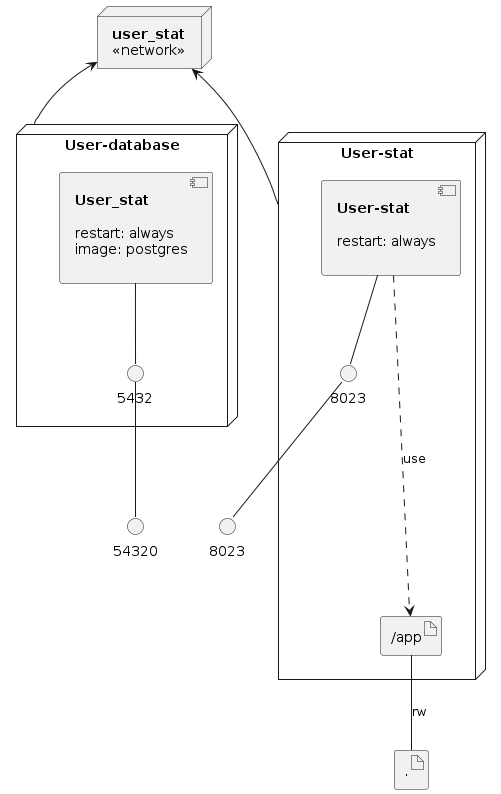 user_stat
«network»
User-database
User_stat
restart: always
image: postgres
5432
54320
User-stat
User-stat
restart: always
8023
8023
use
/app
rw
.